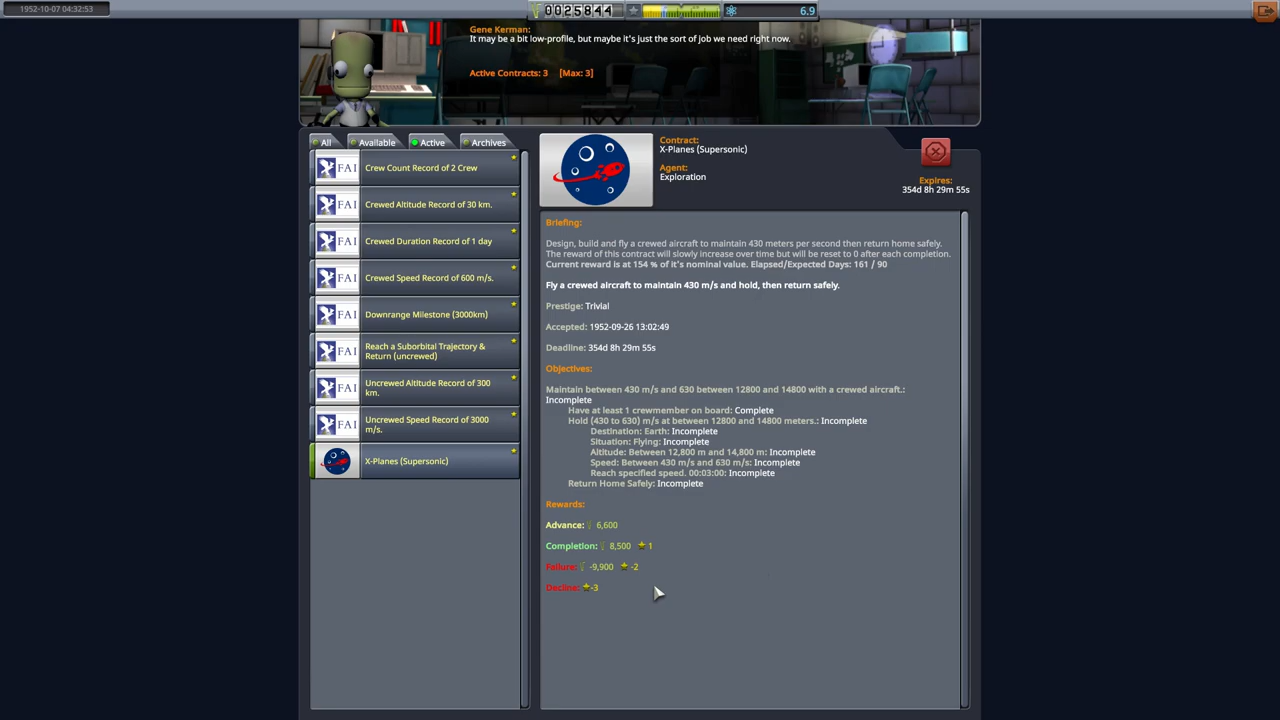 1952-10-07 04:32:53
0025844
6.9
Gene Kerman:
It may be a bit low-profile, but maybe it's just the sort of job we need right now.
Active Contracts: 3 [Max: 3]
All
Available
Active
Archives
FAI
Crew Count Record of 2 Crew
FAI
Crewed Altitude Record of 30 km.
FAI
Crewed Duration Record of 1 day
FAI
Crewed Speed Record of 600 m/s.
FAI
Downrange Milestone (3000km)
FAI
Reach a Suborbital Trajectory &
Return (uncrewed)
FAI
Uncrewed Altitude Record of 300
km.
FAI
Uncrewed Speed Record of 3000
m/s.
X-Planes (Supersonic)
Contract:
X-Planes (Supersonic)
Agent:
Exploration
Expires:
354d 8h 29m 55s
Briefing:
Design, build and fly a crewed aircraft to maintain 430 meters per second then return home safely.
The reward of this contract will slowly increase over time but will be reset to 0 after each completion.
Current reward is at 154 % of it's nominal value. Elapsed/Expected Days: 161 / 90
Fly a crewed aircraft to maintain 430 m/s and hold, then return safely.
Prestige: Trivial
Accepted: 1952-09-26 13:02:49
Deadline: 354d 8h 29m 55s
Objectives:
Maintain between 430 m/s and 630 between 12800 and 14800 with a crewed aircraft.:
Incomplete
Have at least 1 crewmember on board: Complete
Hold (430 to 630) m/s at between 12800 and 14800 meters.: Incomplete
Destination: Earth: Incomplete
Situation: Flying: Incomplete
Altitude: Between 12,800 m and 14,800 m: Incomplete
Speed: Between 430 m/s and 630 m/s: Incomplete
Reach specified speed. 00:03:00: Incomplete
Return Home Safely: Incomplete
Rewards:
Advance: 6,600
Completion: 8,500 1
Failure: -9,900 -2
Decline: -3